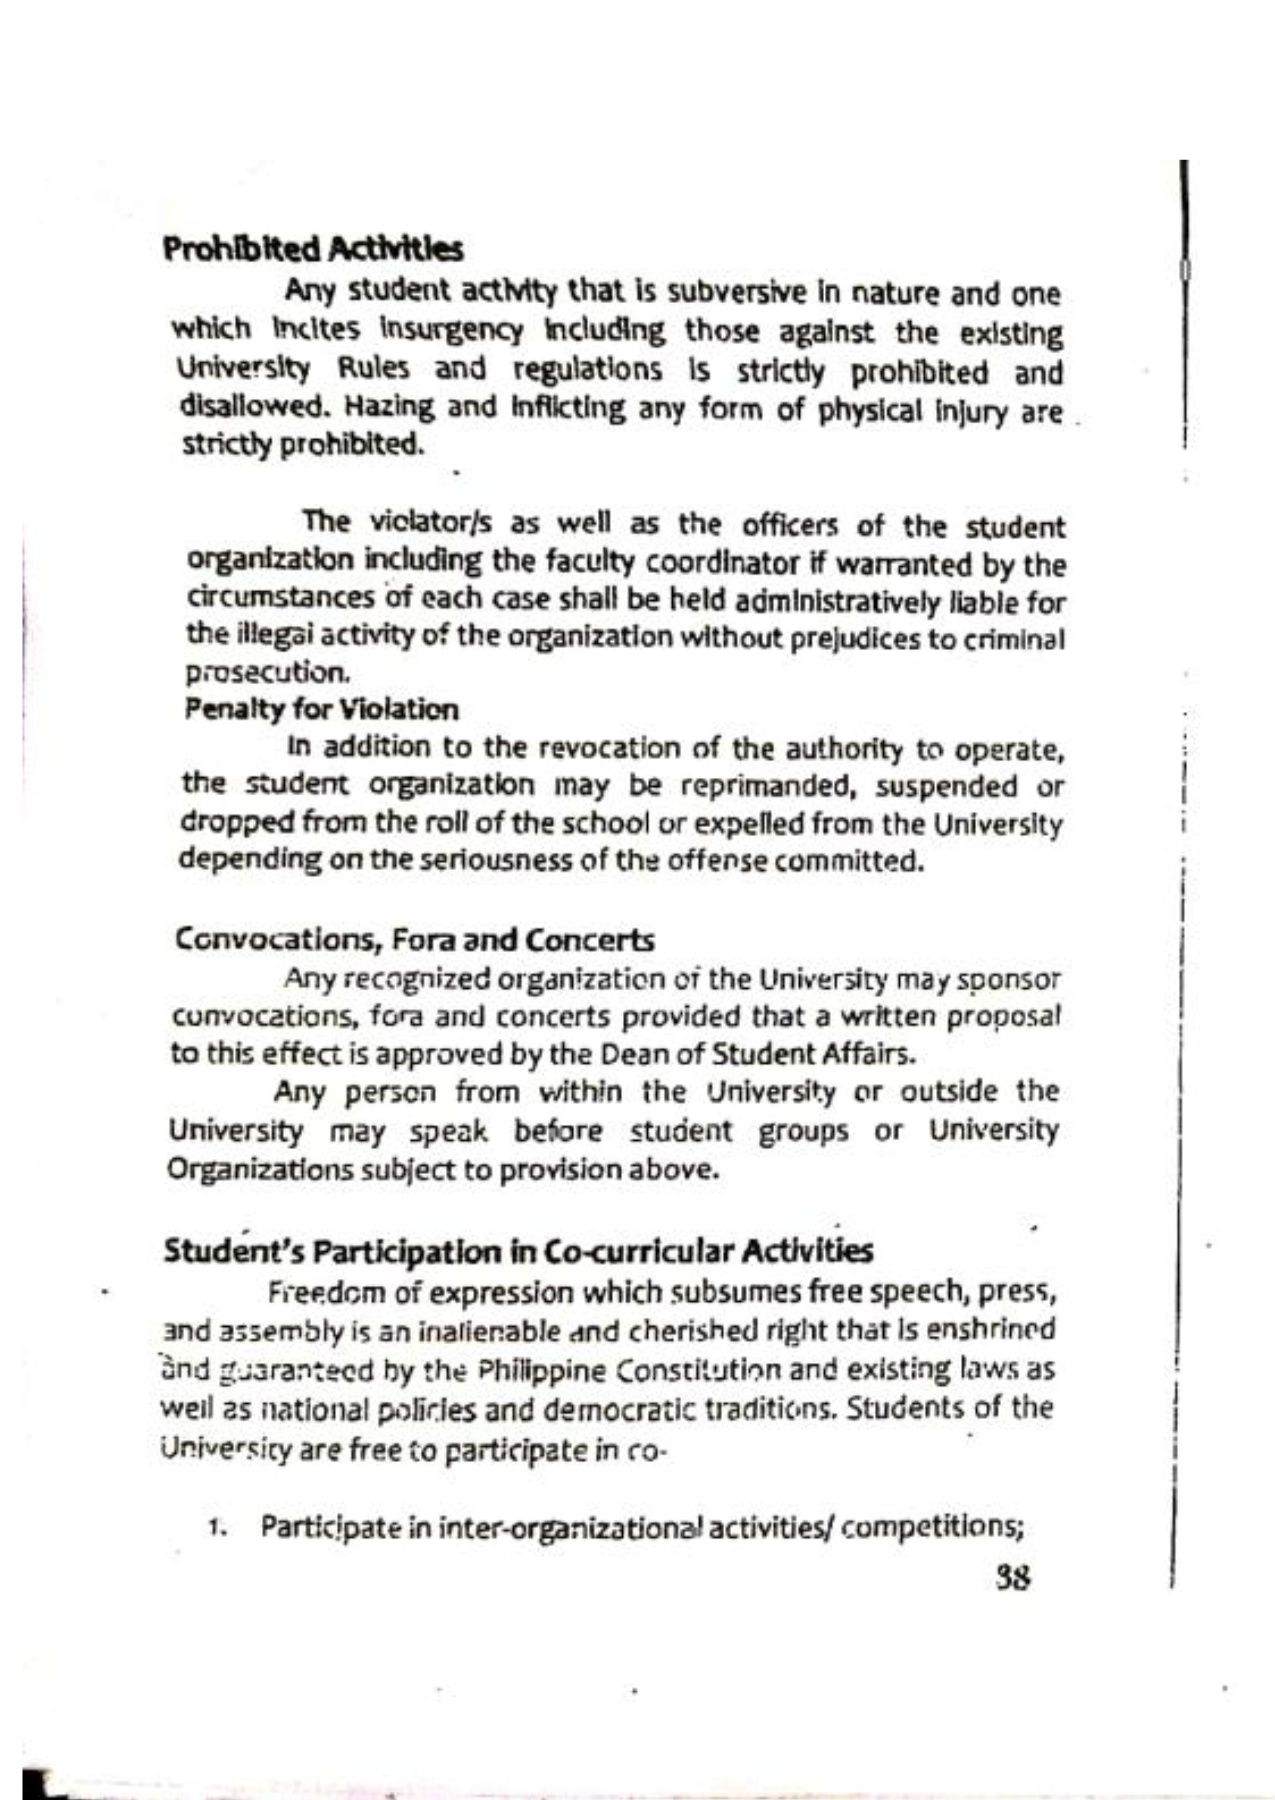 Prohibited Activities
Any student activity that is subversive in nature and one
which incites insurgency including those against the existing
University Rules and regulations is strictly prohibited and
disallowed. Hazing and inflicting any form of physical injury are
strictly prohibited.
The violator/s as well as the officers of the student
organization including the faculty coordinator if warranted by the
circumstances of each case shall be held administratively liable for
the illegal activity of the organization without prejudices to criminal
prosecution.
Penalty for Violation
In addition to the revocation of the authority to operate,
the student organization may be reprimanded, suspended or
dropped from the roll of the school or expelled from the University
depending on the seriousness of the offense committed.
Convocations, Fora and Concerts
Any recognized organization of the University may sponsor
convocations, fora and concerts provided that a written proposal
to this effect is approved by the Dean of Student Affairs.
Any person from within the University or outside the
University may speak before student groups or University
Organizations subject to provision above.
Student's Participation in Co-curricular Activities
Freedom of expression which subsumes free speech, press,
and assembly is an inalienable and cherished right that is enshrined
and guaranteed by the Philippine Constitution and existing laws as
well as national policies and democratic traditions. Students of the
University are free to participate in co-
1. Participate in inter-organizational activities/ competitions;
38